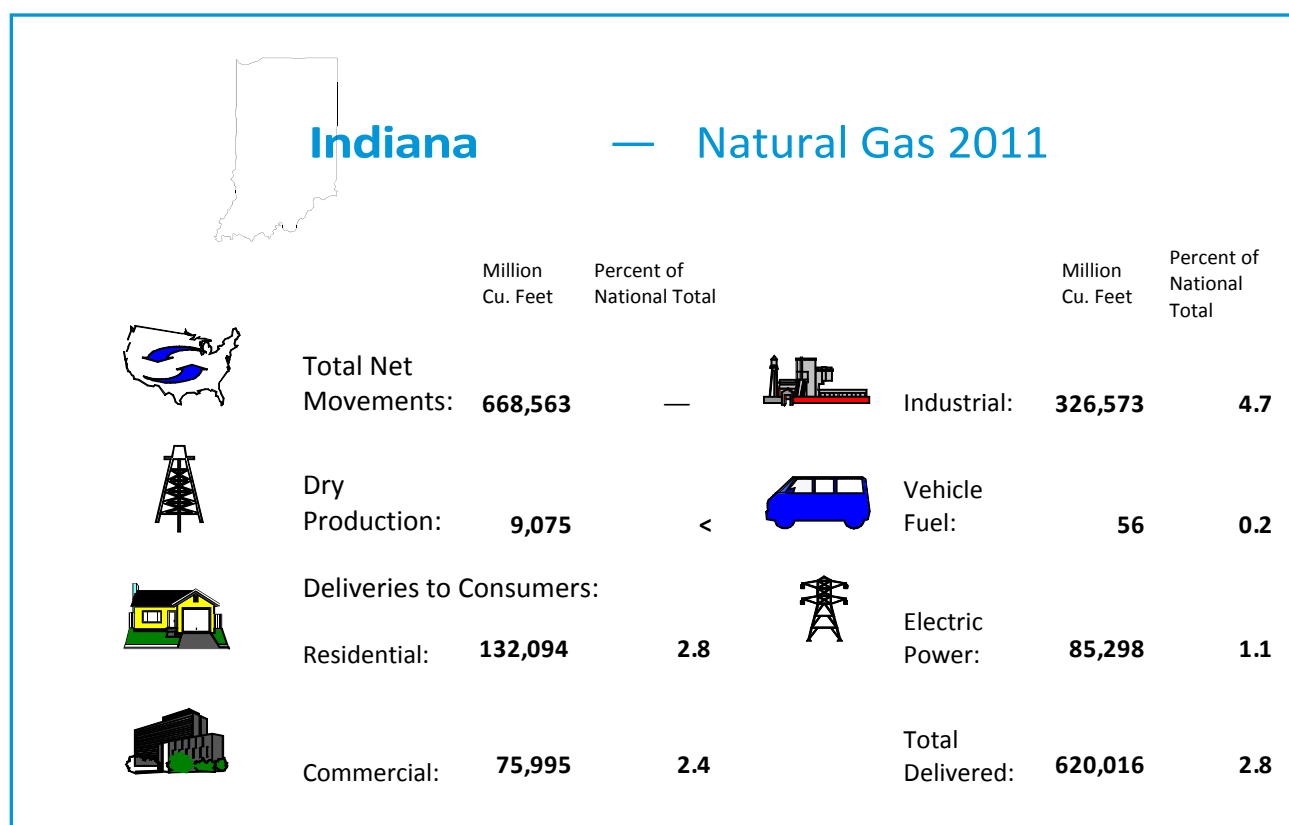 Indiana — Natural Gas 2011
Million
Cu. Feet
Percent of
National Total
Million
Cu. Feet
Percent of
National
Total
Total Net
Movements: 668,563 —
Industrial: 326,573 4.7
Dry
Production: 9,075 <
Vehicle
Fuel: 56 0.2
Deliveries to Consumers:
Residential: 132,094 2.8
Electric
Power: 85,298 1.1
Commercial: 75,995 2.4
Total
Delivered: 620,016 2.8